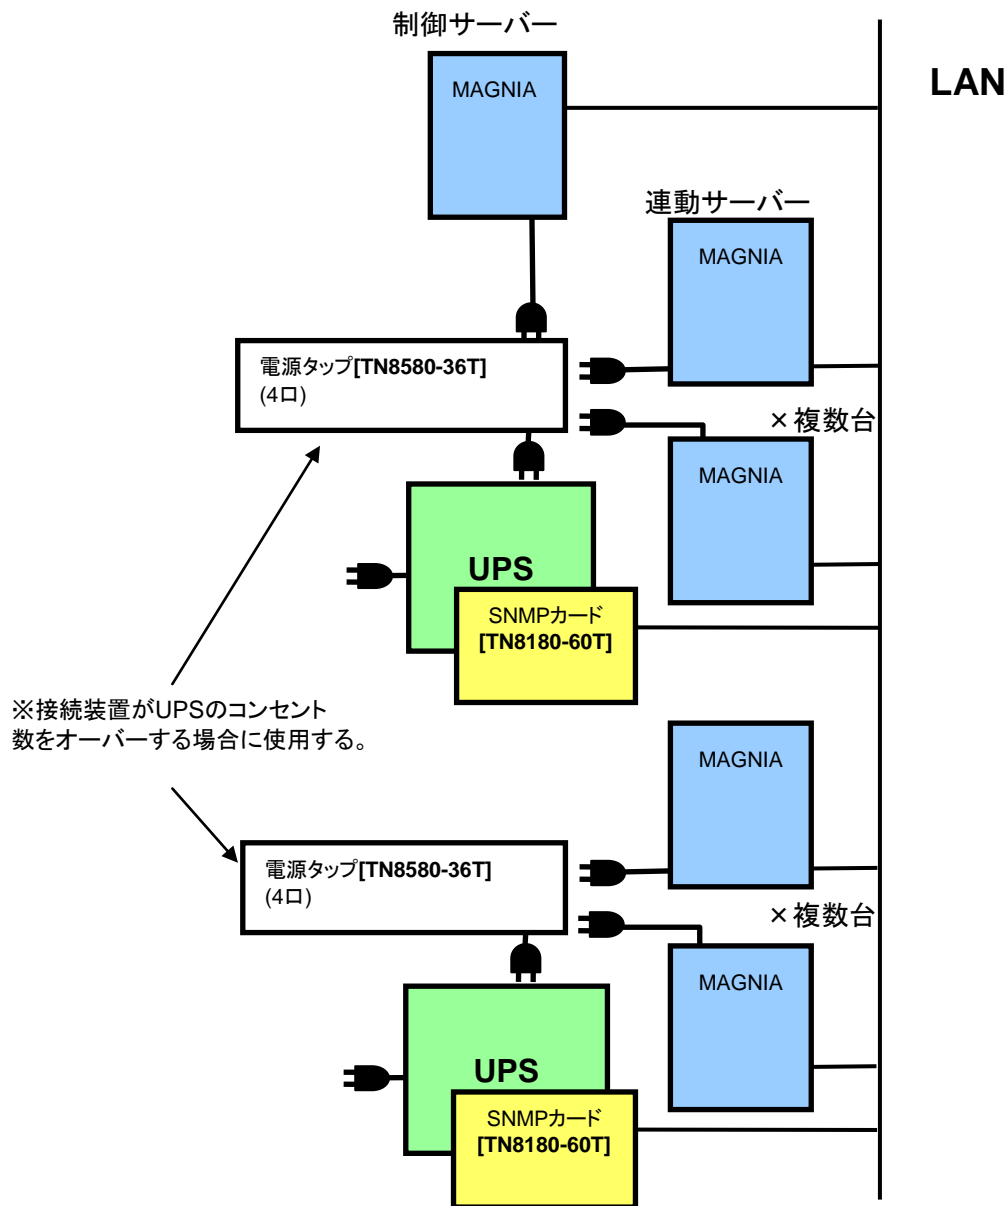 制御サーバー
MAGNIA
LAN
連動サーバー
MAGNIA
電源タップ[TN8580-36T]
(4口)
×複数台
MAGNIA
UPS
SNMPカード
[TN8180-60T]
※接続装置がUPSのコンセント
数をオーバーする場合に使用する。
MAGNIA
電源タップ[TN8580-36T]
(4口)
×複数台
MAGNIA
UPS
SNMPカード
[TN8180-60T]